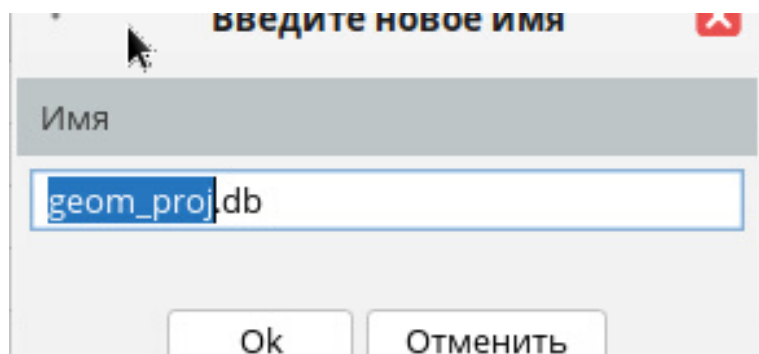 Введите новое имя
Имя
geom_proj.db
Ok
Отменить